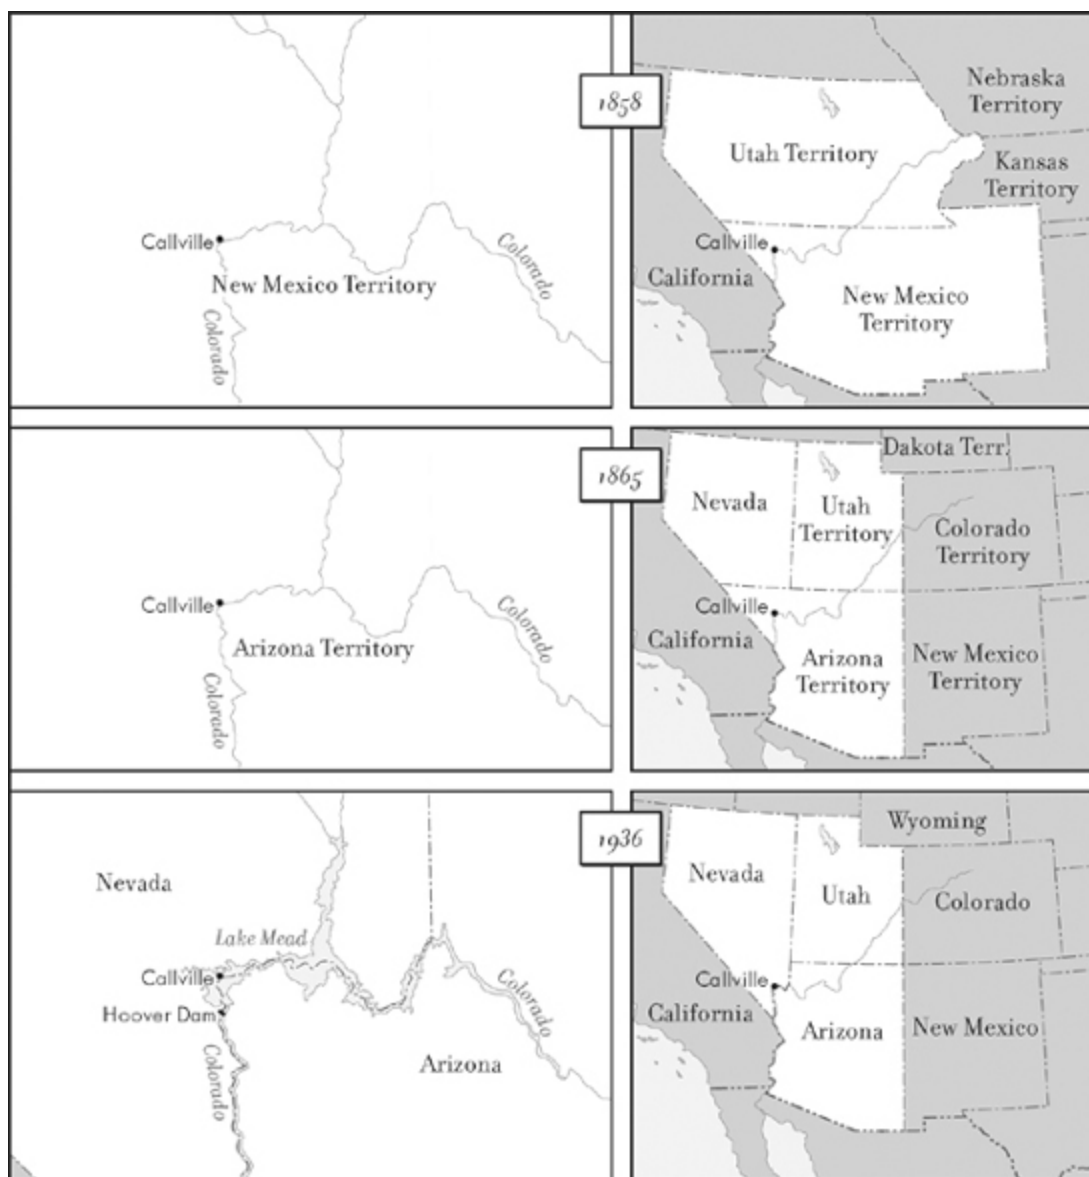 1858
Callville
New Mexico Territory
Colorado
Colorado
Nebraska
Territory
Utah Territory
Kansas
Territory
Callville
California
New Mexico
Territory
1865
Callville
Arizona Territory
Colorado
Colorado
Dakota Terr.
Nevada
Utah
Territory
Colorado
Territory
Callville
California
Arizona
Territory
New Mexico
Territory
1936
Nevada
Lake Mead
Callville
Hoover Dam
Colorado
Colorado
Arizona
Wyoming
Nevada
Utah
Colorado
Callville
California
Arizona
New Mexico